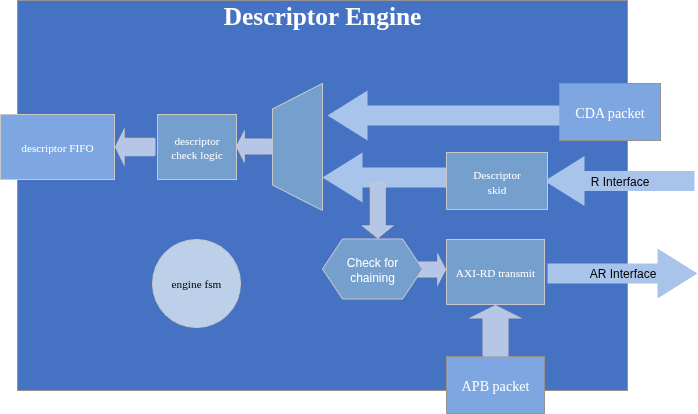 Descriptor Engine
CDA packet
descriptor FIFO
descriptor
check logic
Descriptor
skid
R Interface
Check for
chaining
AXI-RD transmit
AR Interface
engine fsm
APB packet